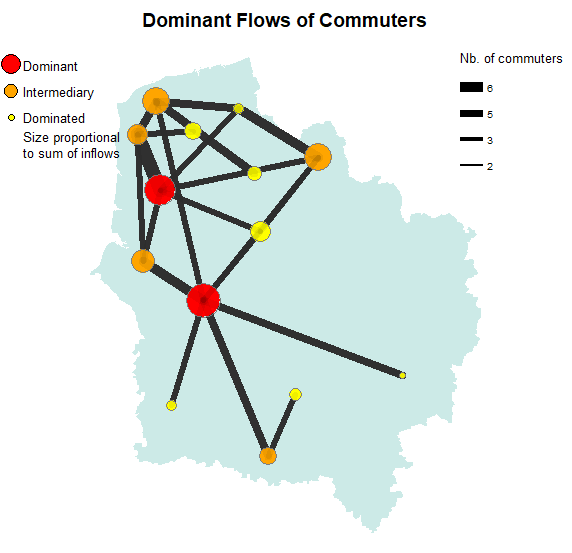 Dominant Flows of Commuters
Dominant
Intermediary
Dominated
Size proportional
to sum of inflows
Nb. of commuters
6
5
3
2